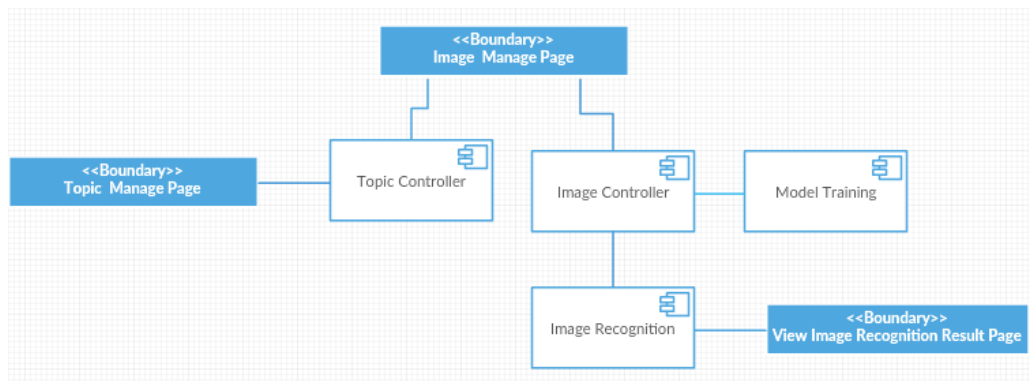 <<Boundary>>
Image  Manage Page
<<Boundary>>
Topic  Manage Page
Topic Controller
Image Controller
Model Training
Image Recognition
<<Boundary>>
View Image Recognition Result Page